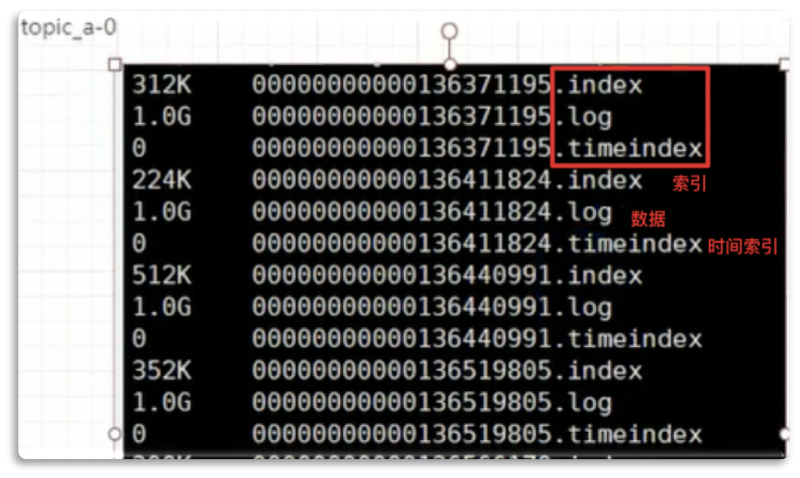 topic_a-0
312K 00000000000136371195.index
1.0G 00000000000136371195.log
0 00000000000136371195.timeindex
224K 00000000000136411824.index 索引
1.0G 00000000000136411824.log 数据
0 00000000000136411824.timeindex 时间索引
512K 00000000000136440991.index
1.0G 00000000000136440991.log
0 00000000000136440991.timeindex
352K 00000000000136519805.index
1.0G 00000000000136519805.log
0 00000000000136519805.timeindex